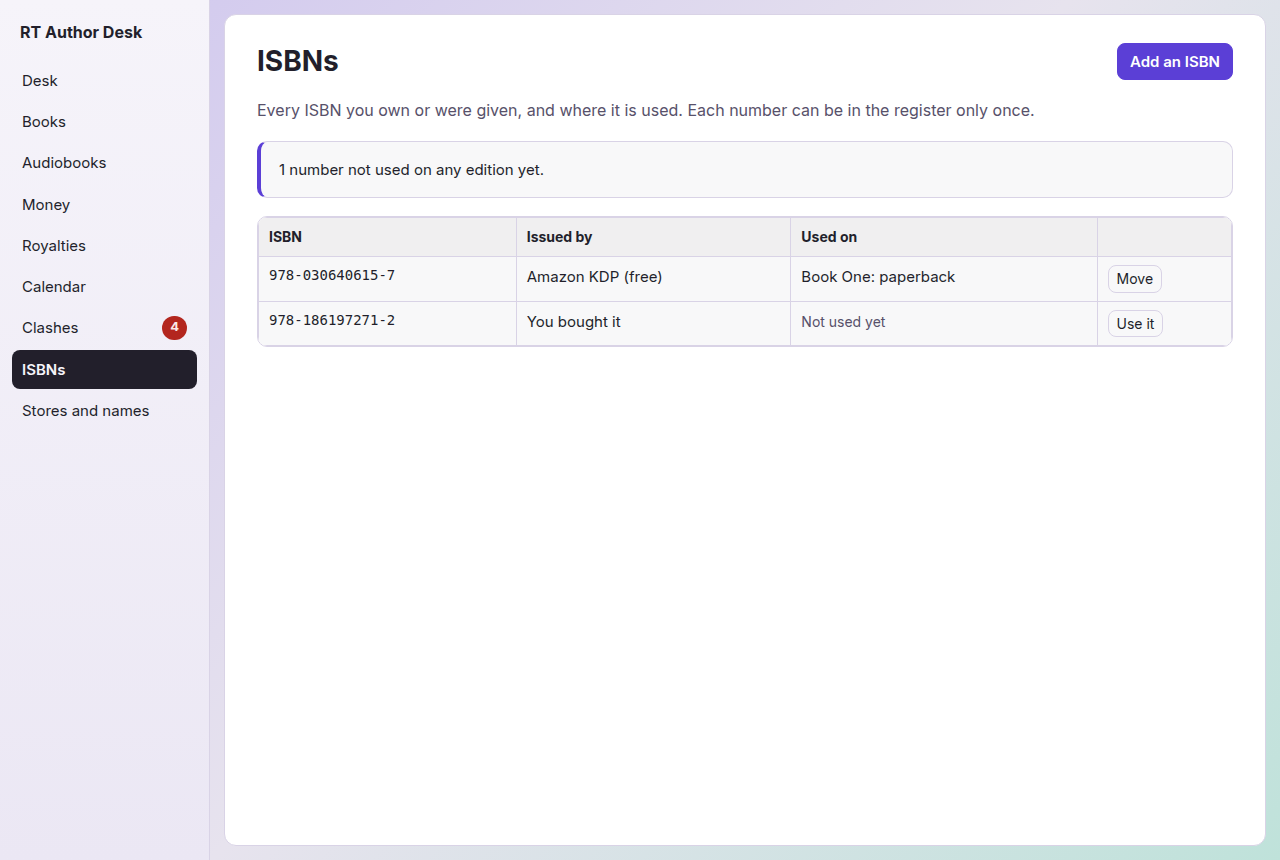 RT Author Desk
Desk
Books
Audiobooks
Money
Royalties
Calendar
Clashes 4
ISBNs
Stores and names
ISBNs
Add an ISBN
Every ISBN you own or were given, and where it is used. Each number can be in the register only once.
1 number not used on any edition yet.
ISBN Issued by Used on
978-030640615-7 Amazon KDP (free) Book One: paperback Move
978-186197271-2 You bought it Not used yet Use it